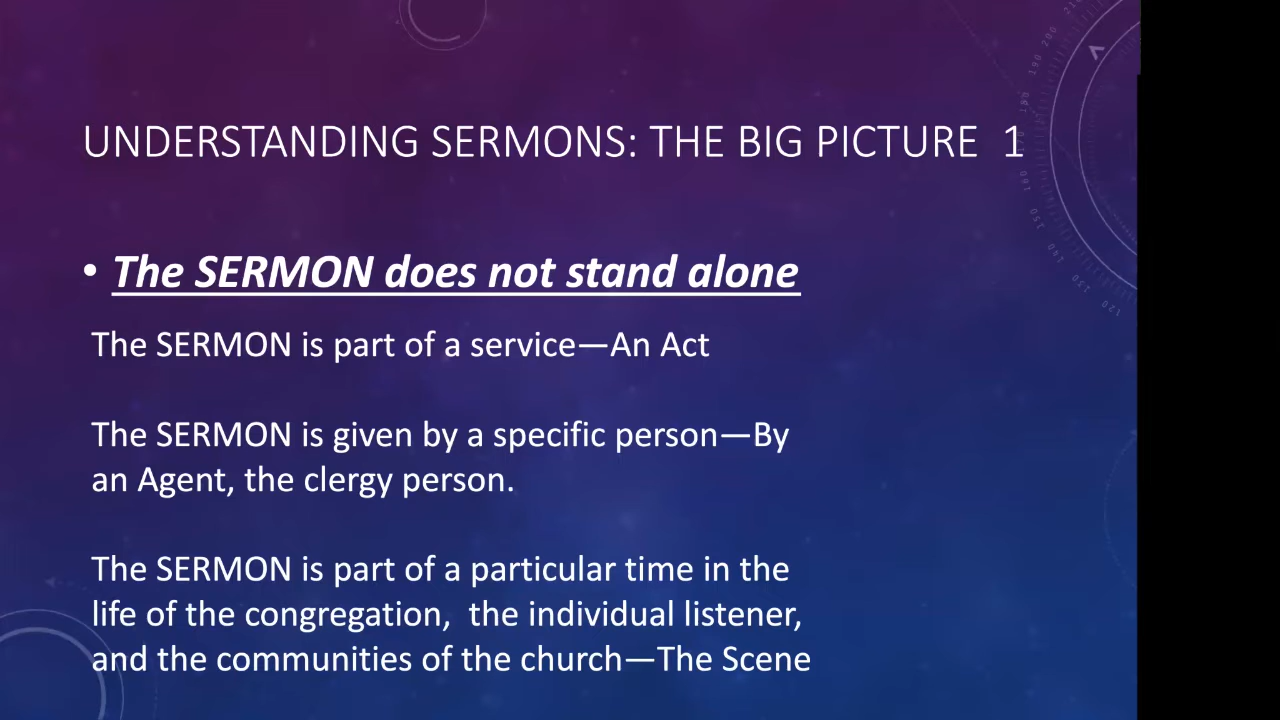 UNDERSTANDING SERMONS: THE BIG PICTURE 1
• The SERMON does not stand alone
The SERMON is part of a service—An Act
The SERMON is given by a specific person—By
an Agent, the clergy person.
The SERMON is part of a particular time in the
life of the congregation,  the individual listener,
and the communities of the church—The Scene